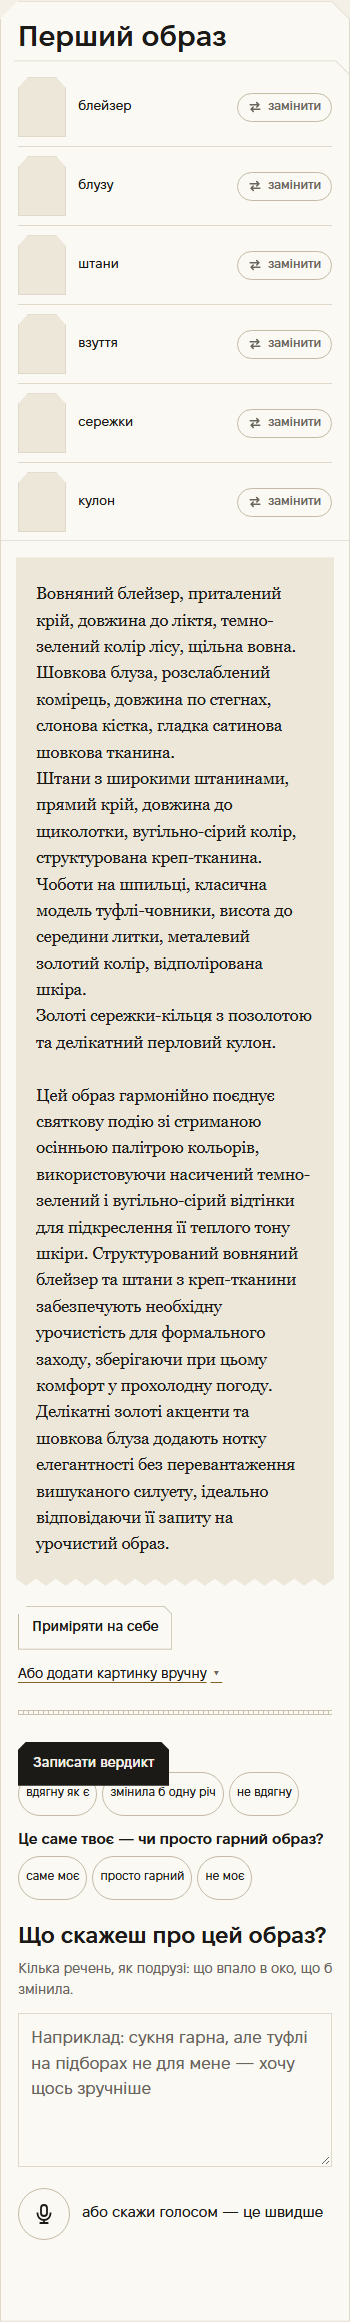 Перший образ
блейзер
замінити
блузу
замінити
штани
замінити
взуття
замінити
сережки
замінити
кулон
замінити
Вовняний блейзер, приталений
крій, довжина до ліктя, темно-
зелений колір лісу, щільна вовна.
Шовкова блуза, розслаблений
комірець, довжина по стегнах,
слонова кістка, гладка сатинова
шовкова тканина.
Штани з широкими штанинами,
прямий крій, довжина до
щиколотки, вугільно-сірий колір,
структурована креп-тканина.
Чоботи на шпильці, класична
модель туфлі-човники, висота до
середини литки, металевий
золотий колір, відполірована
шкіра.
Золоті сережки-кільця з позолотою
та делікатний перловий кулон.
Цей образ гармонійно поєднує
святкову подію зі стриманою
осінньою палітрою кольорів,
використовуючи насичений темно-
зелений і вугільно-сірий відтінки
для підкреслення її теплого тону
шкіри. Структурований вовняний
блейзер та штани з креп-тканини
забезпечують необхідну
урочистість для формального
заходу, зберігаючи при цьому
комфорт у прохолодну погоду.
Делікатні золоті акценти та
шовкова блуза додають нотку
елегантності без перевантаження
вишуканого силуету, ідеально
відповідаючи її запиту на
урочистий образ.
Приміряти на себе
Або додати картинку вручну
Записати вердикт
вдягну як є
змінила б одну річ
не вдягну
Це саме твоє — чи просто гарний образ?
саме моє
просто гарний
не моє
Що скажеш про цей образ?
Кілька речень, як подрузі: що впало в око, що б
змінила.
Наприклад: сукня гарна, але туфлі
на підборах не для мене — хочу
щось зручніше
або скажи голосом — це швидше